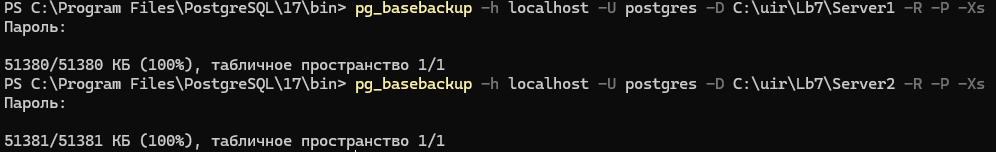 PS C:\Program Files\PostgreSQL\17\bin> pg_basebackup -h localhost -U postgres -D C:\uir\Lb7\Server1 -R -P -Xs
Пароль:
51380/51380 КБ (100%), табличное пространство 1/1
PS C:\Program Files\PostgreSQL\17\bin> pg_basebackup -h localhost -U postgres -D C:\uir\Lb7\Server2 -R -P -Xs
Пароль:
51381/51381 КБ (100%), табличное пространство 1/1